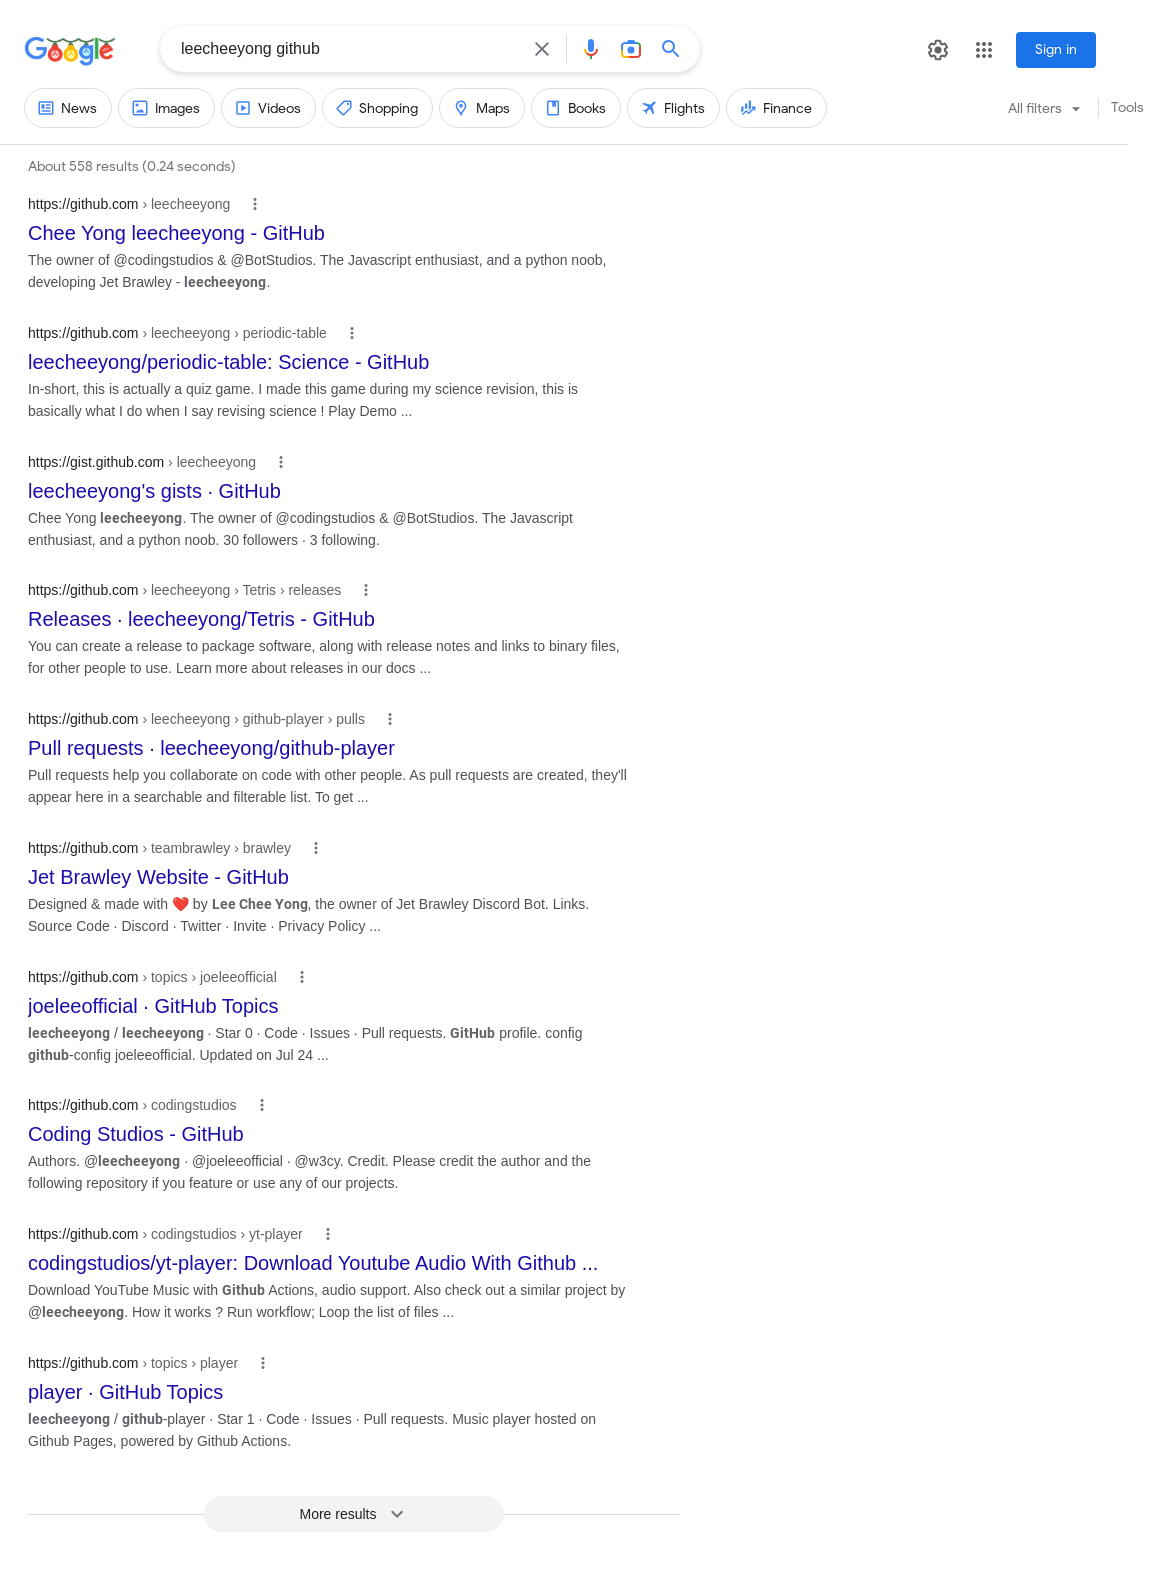 Google
leecheeyong github
Sign in
News Images Videos Shopping Maps Books Flights Finance All filters Tools
About 558 results (0.24 seconds)
https://github.com › leecheeyong
Chee Yong leecheeyong - GitHub
The owner of @codingstudios & @BotStudios. The Javascript enthusiast, and a python noob,
developing Jet Brawley - leecheeyong.
https://github.com › leecheeyong › periodic-table
leecheeyong/periodic-table: Science - GitHub
In-short, this is actually a quiz game. I made this game during my science revision, this is
basically what I do when I say revising science ! Play Demo ...
https://gist.github.com › leecheeyong
leecheeyong's gists · GitHub
Chee Yong leecheeyong. The owner of @codingstudios & @BotStudios. The Javascript
enthusiast, and a python noob. 30 followers · 3 following.
https://github.com › leecheeyong › Tetris › releases
Releases · leecheeyong/Tetris - GitHub
You can create a release to package software, along with release notes and links to binary files,
for other people to use. Learn more about releases in our docs ...
https://github.com › leecheeyong › github-player › pulls
Pull requests · leecheeyong/github-player
Pull requests help you collaborate on code with other people. As pull requests are created, they'll
appear here in a searchable and filterable list. To get ...
https://github.com › teambrawley › brawley
Jet Brawley Website - GitHub
Designed & made with ❤️ by Lee Chee Yong, the owner of Jet Brawley Discord Bot. Links.
Source Code · Discord · Twitter · Invite · Privacy Policy ...
https://github.com › topics › joeleeofficial
joeleeofficial · GitHub Topics
leecheeyong / leecheeyong · Star 0 · Code · Issues · Pull requests. GitHub profile. config
github-config joeleeofficial. Updated on Jul 24 ...
https://github.com › codingstudios
Coding Studios - GitHub
Authors. @leecheeyong · @joeleeofficial · @w3cy. Credit. Please credit the author and the
following repository if you feature or use any of our projects.
https://github.com › codingstudios › yt-player
codingstudios/yt-player: Download Youtube Audio With Github ...
Download YouTube Music with Github Actions, audio support. Also check out a similar project by
@leecheeyong. How it works ? Run workflow; Loop the list of files ...
https://github.com › topics › player
player · GitHub Topics
leecheeyong / github-player · Star 1 · Code · Issues · Pull requests. Music player hosted on
Github Pages, powered by Github Actions.
More results